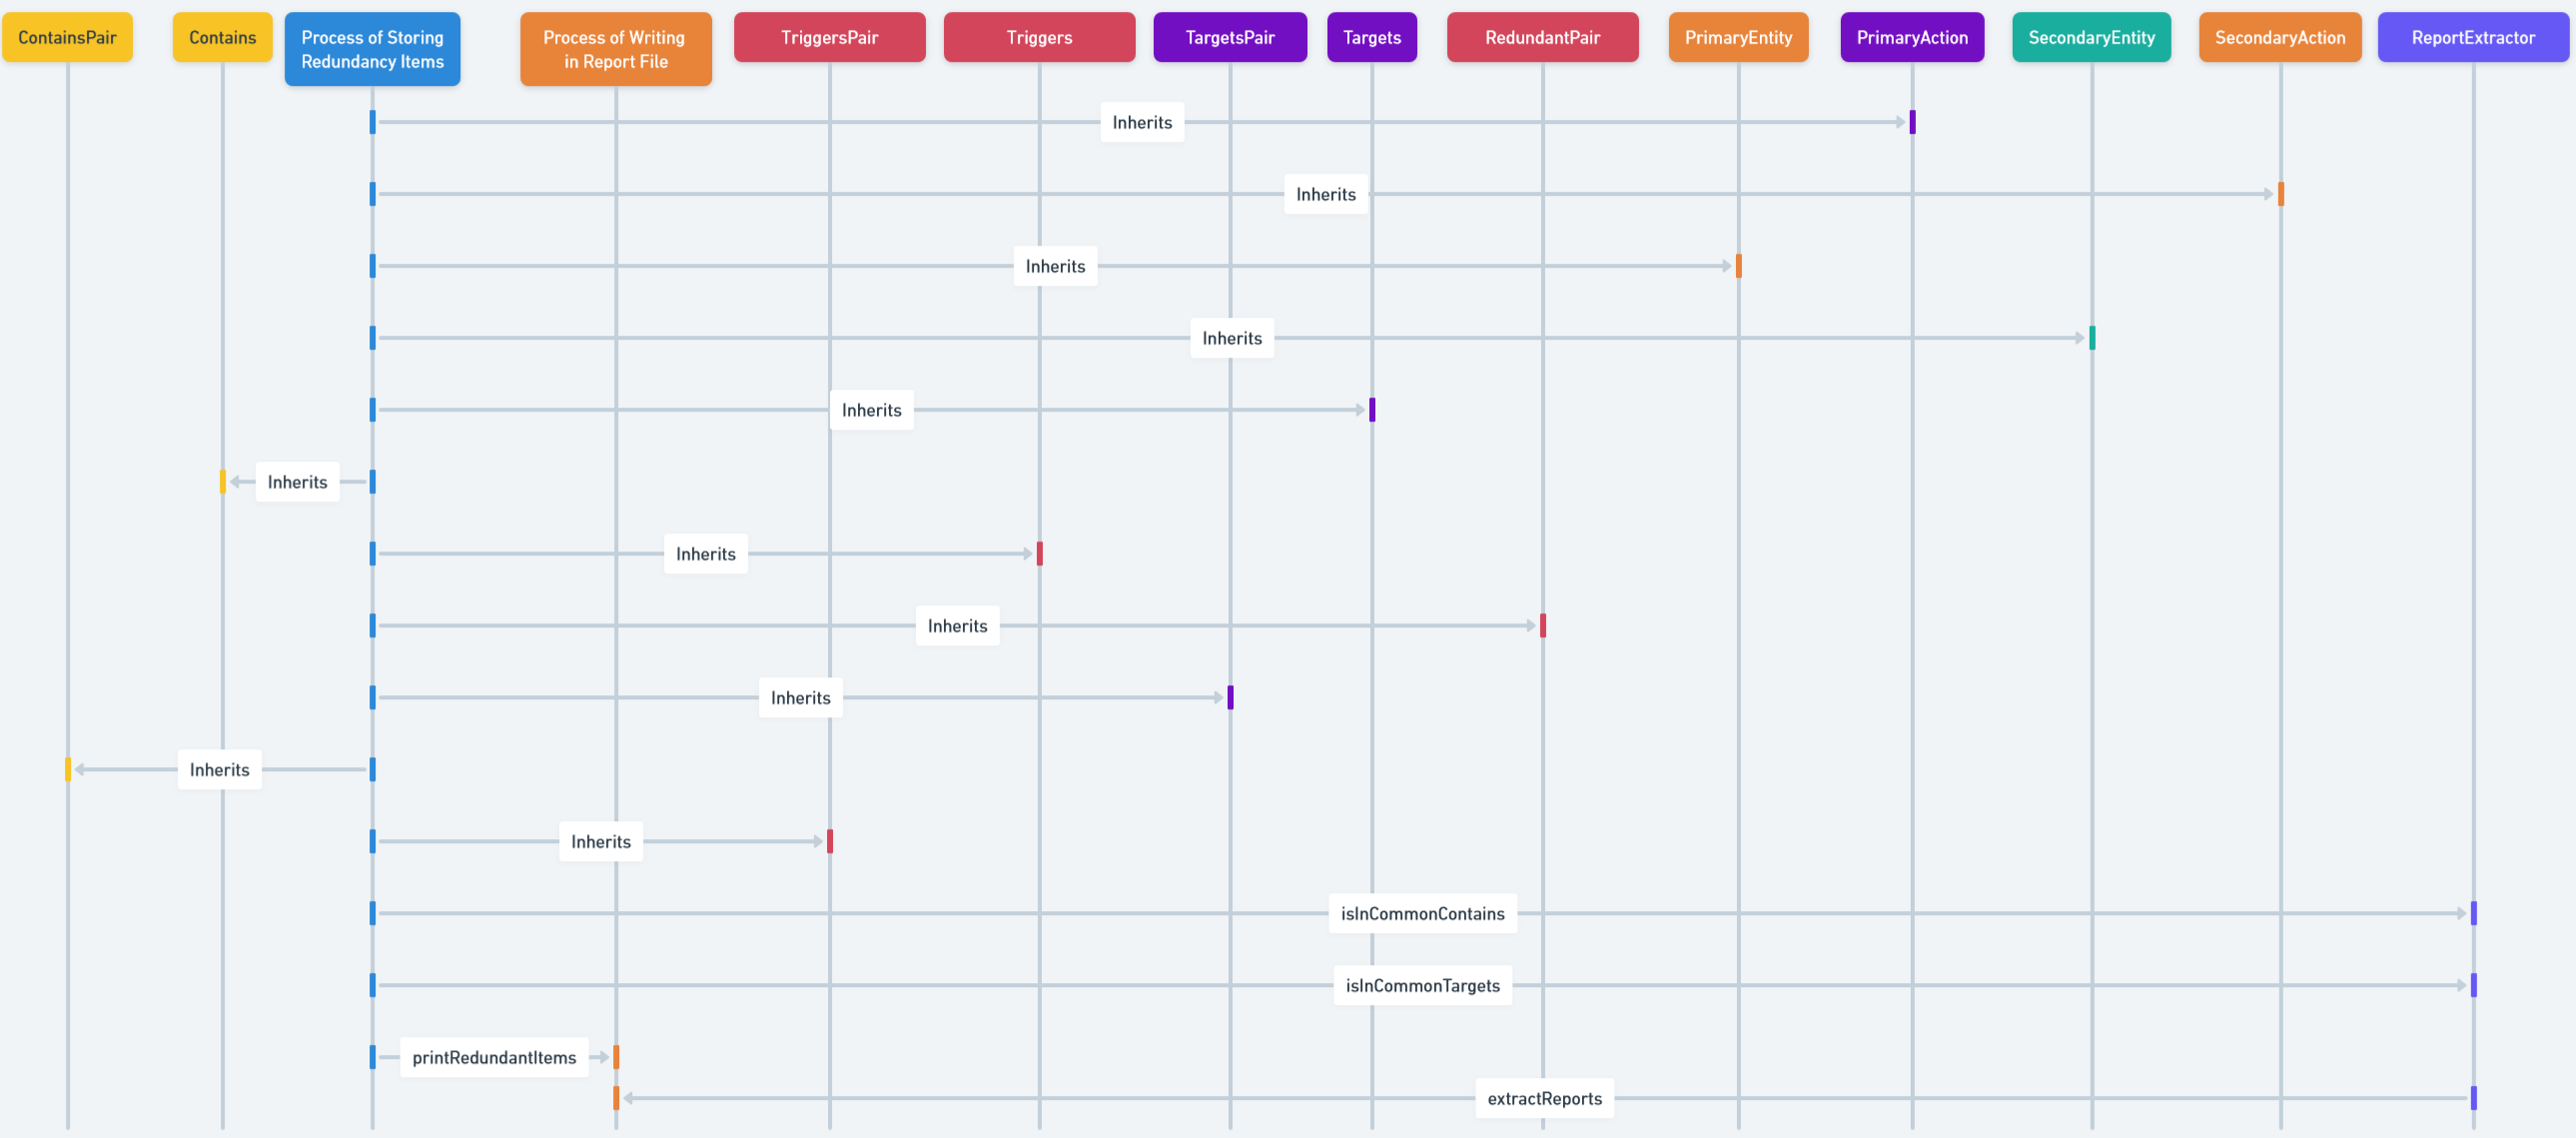 ContainsPair
Contains
Process of Storing
Redundancy Items
Process of Writing
in Report File
TriggersPair
Triggers
TargetsPair
Targets
RedundantPair
PrimaryEntity
PrimaryAction
SecondaryEntity
SecondaryAction
ReportExtractor
Inherits
Inherits
Inherits
Inherits
Inherits
Inherits
Inherits
Inherits
Inherits
Inherits
Inherits
isInCommonContains
isInCommonTargets
printRedundantItems
extractReports